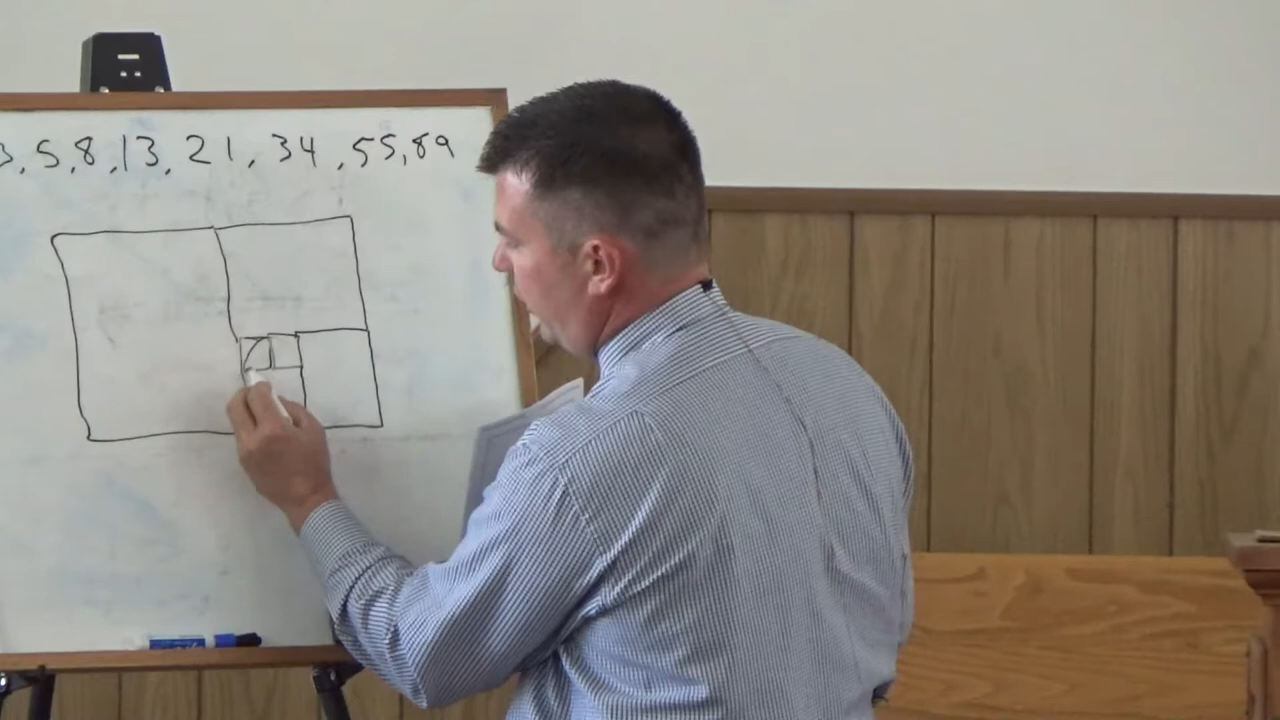 3, 5, 8, 13, 21, 34, 55, 89